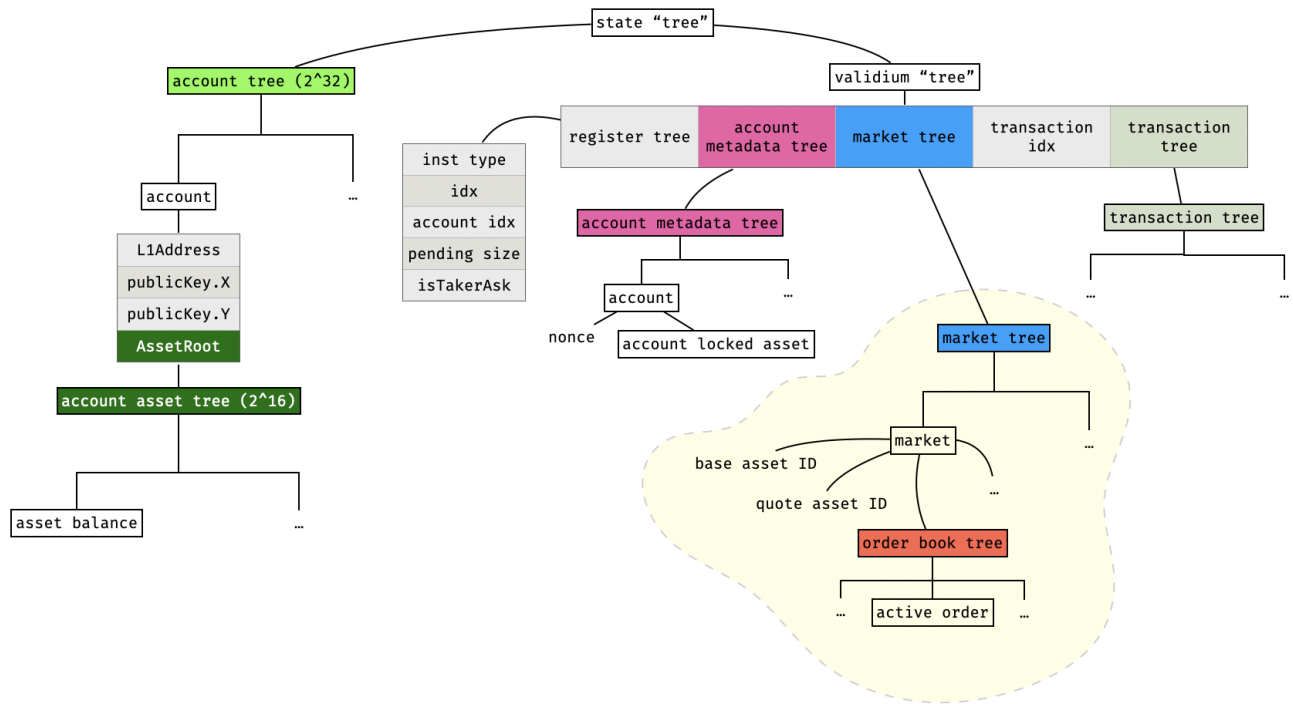 state “tree”
account tree (2^32)
validium “tree”
register tree
account
metadata tree
market tree
transaction
idx
transaction
tree
inst type
idx
account idx
pending size
isTakerAsk
account
…
L1Address
publicKey.X
publicKey.Y
AssetRoot
account asset tree (2^16)
asset balance
…
account metadata tree
account
…
nonce
account locked asset
transaction tree
…
…
market tree
market
…
base asset ID
quote asset ID
…
order book tree
…
active order
…